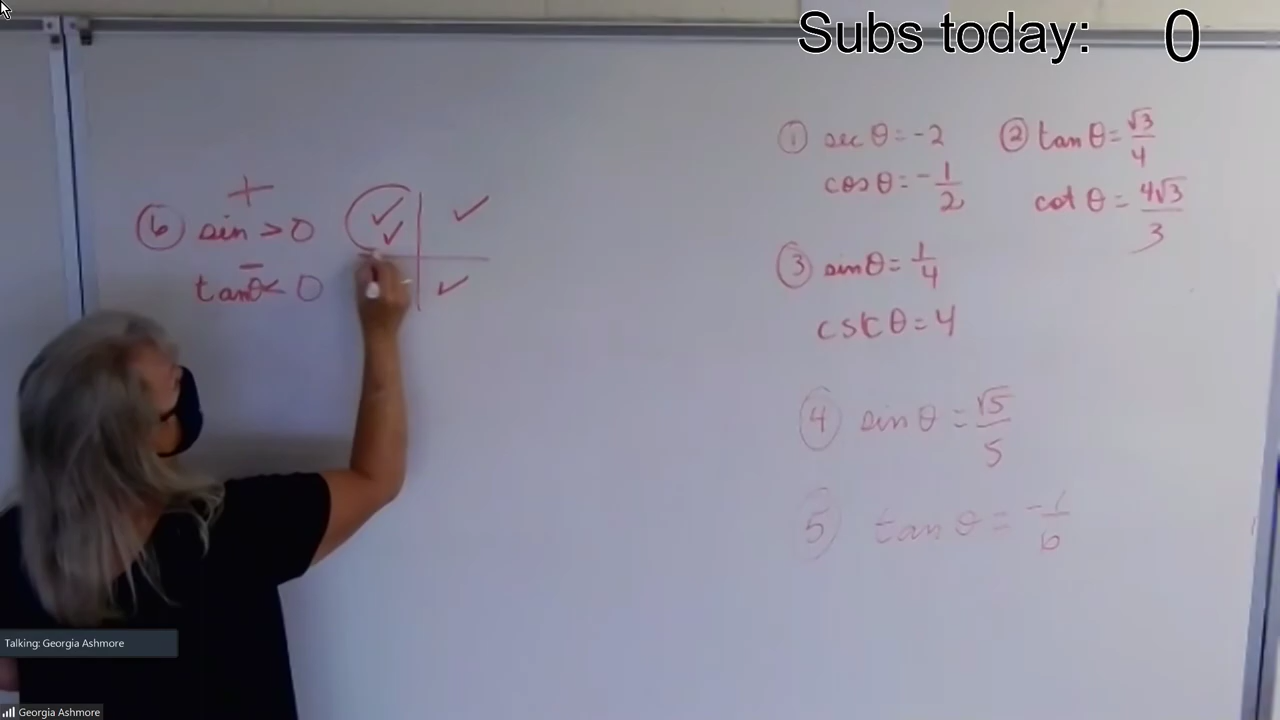 Subs today: 0
① sec θ = -2
cos θ = -1/2
② tan θ = √3/4
cot θ = 4√3/3
+
⑥ sin > 0
-
tanθ < 0
③ sin θ = 1/4
csc θ = 4
④ sin θ = √5/5
⑤ tan θ = -1/6
Talking: Georgia Ashmore
Georgia Ashmore